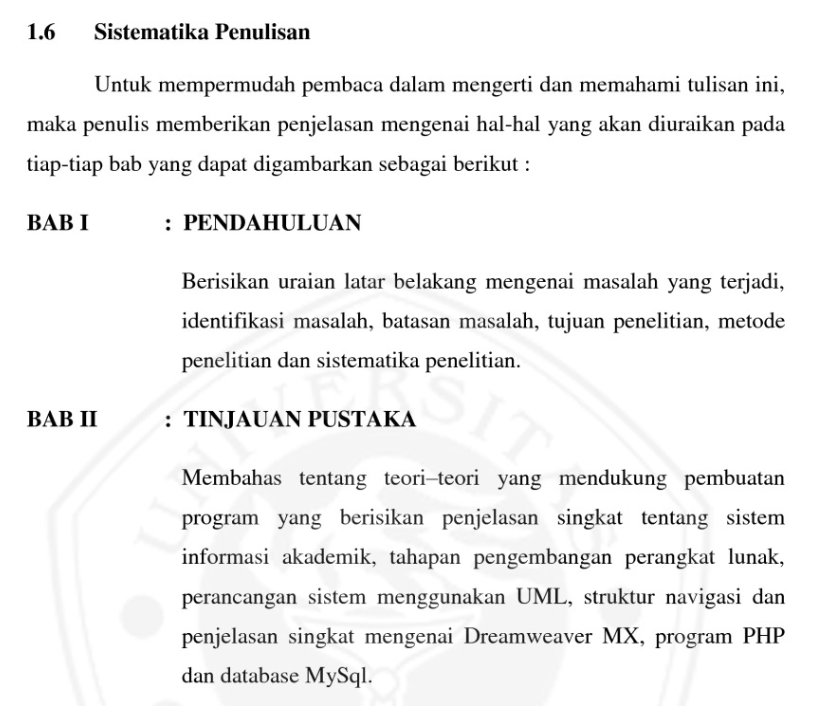 1.6 Sistematika Penulisan
Untuk mempermudah pembaca dalam mengerti dan memahami tulisan ini,
maka penulis memberikan penjelasan mengenai hal-hal yang akan diuraikan pada
tiap-tiap bab yang dapat digambarkan sebagai berikut :
BAB I : PENDAHULUAN
Berisikan uraian latar belakang mengenai masalah yang terjadi,
identifikasi masalah, batasan masalah, tujuan penelitian, metode
penelitian dan sistematika penelitian.
BAB II : TINJAUAN PUSTAKA
Membahas tentang teori–teori yang mendukung pembuatan
program yang berisikan penjelasan singkat tentang sistem
informasi akademik, tahapan pengembangan perangkat lunak,
perancangan sistem menggunakan UML, struktur navigasi dan
penjelasan singkat mengenai Dreamweaver MX, program PHP
dan database MySql.
UNIVERSITAS